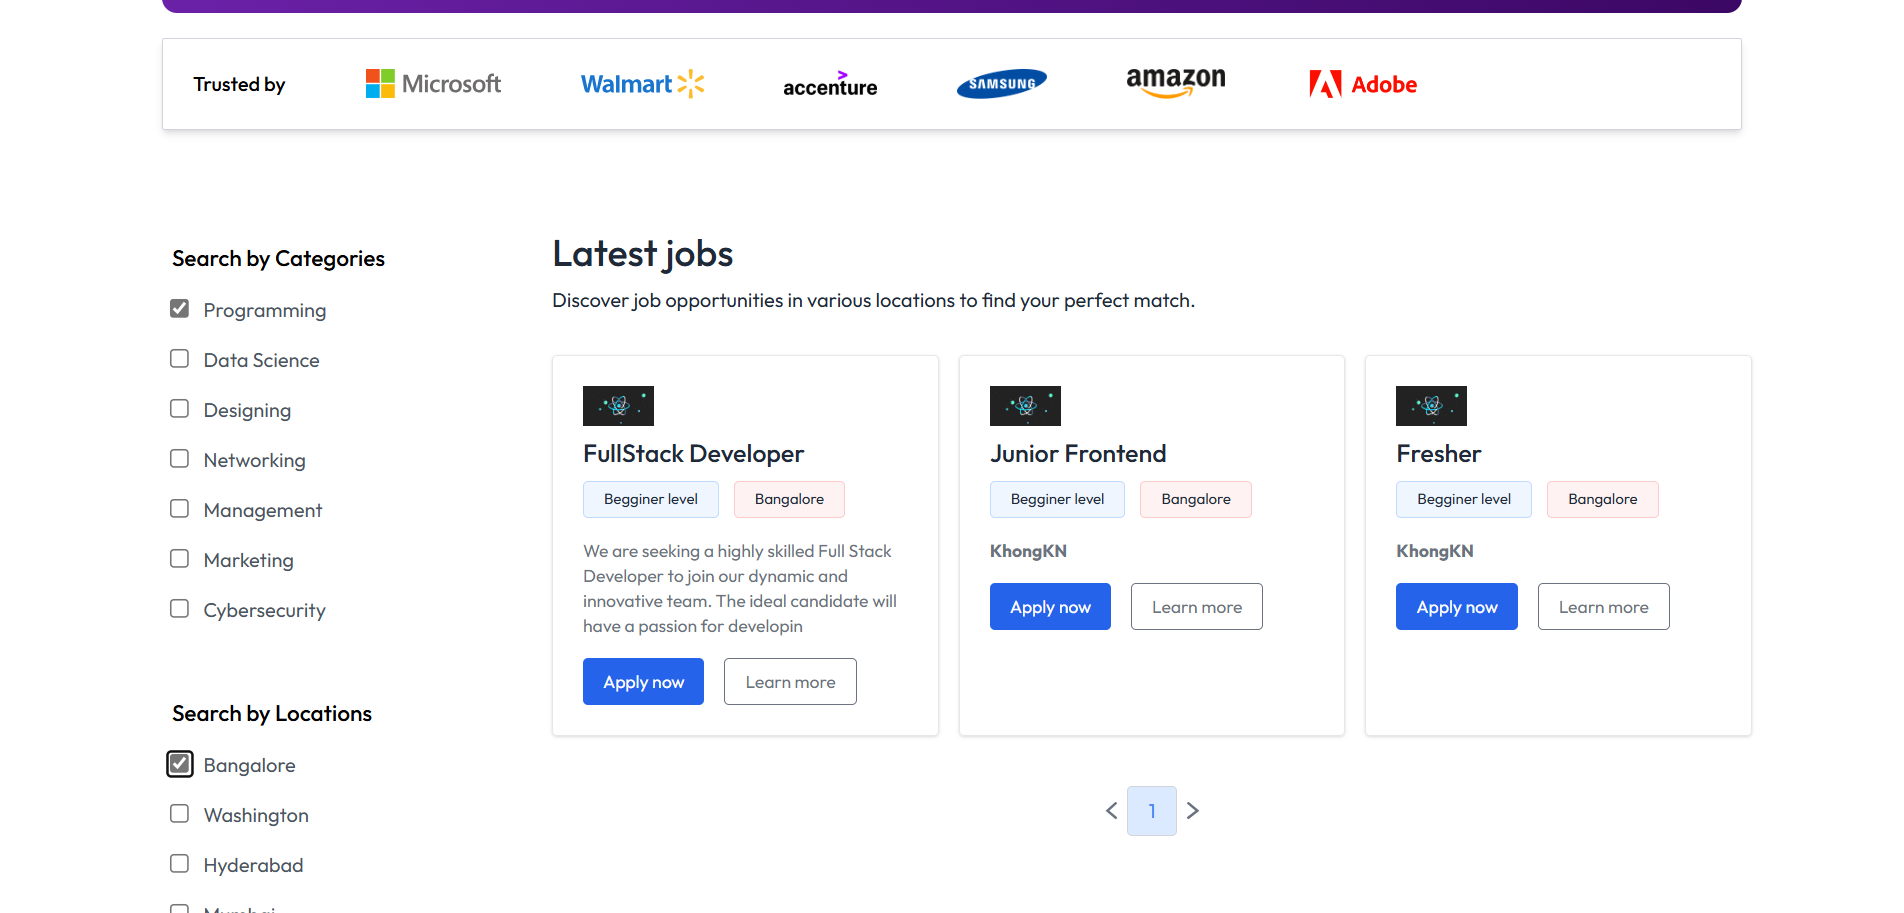 Trusted by
Microsoft
Walmart
accenture
SAMSUNG
amazon
Adobe
Search by Categories
Programming
Data Science
Designing
Networking
Management
Marketing
Cybersecurity
Search by Locations
Bangalore
Washington
Hyderabad
Mumbai
Latest jobs
Discover job opportunities in various locations to find your perfect match.
FullStack Developer
Begginer level Bangalore
We are seeking a highly skilled Full Stack
Developer to join our dynamic and
innovative team. The ideal candidate will
have a passion for developin
Apply now Learn more
Junior Frontend
Begginer level Bangalore
KhongKN
Apply now Learn more
Fresher
Begginer level Bangalore
KhongKN
Apply now Learn more
< 1 >